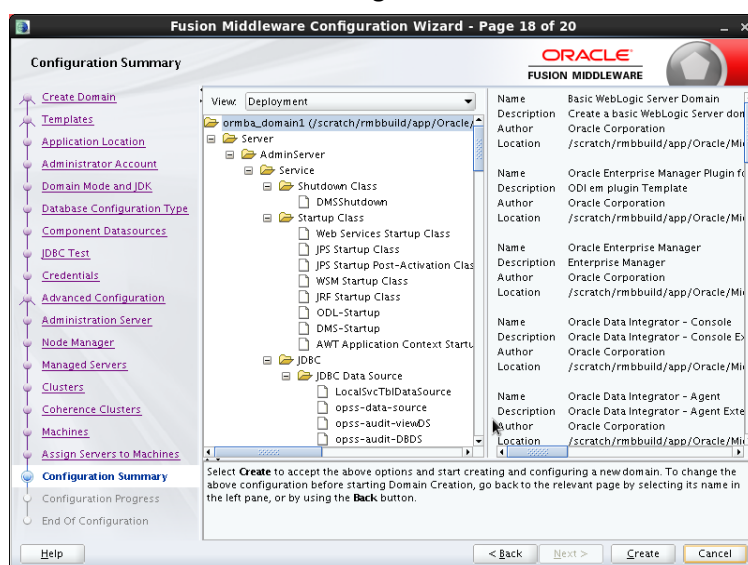 Fusion Middleware Configuration Wizard - Page 18 of 20
Configuration Summary
ORACLE
FUSION MIDDLEWARE
Create Domain
Templates
Application Location
Administrator Account
Domain Mode and JDK
Database Configuration Type
Component Datasources
JDBC Test
Credentials
Advanced Configuration
Administration Server
Node Manager
Managed Servers
Clusters
Coherence Clusters
Machines
Assign Servers to Machines
Configuration Summary
Configuration Progress
End Of Configuration
View: Deployment
ormba_domain1 (/scratch/rmbbuild/app/Oracle/
Server
AdminServer
Service
Shutdown Class
DMSShutdown
Startup Class
Web Services Startup Class
JPS Startup Class
JPS Startup Post-Activation Clas
WSM Startup Class
JRF Startup Class
ODL-Startup
DMS-Startup
AWT Application Context Startu
JDBC
JDBC Data Source
LocalSvcTblDataSource
opss-data-source
opss-audit-viewDS
opss-audit-DBDS
Name Basic WebLogic Server Domain
Description Create a basic WebLogic Server dom
Author Oracle Corporation
Location /scratch/rmbbuild/app/Oracle/Mi
Name Oracle Enterprise Manager Plugin fo
Description ODI em plugin Template
Author Oracle Corporation
Location /scratch/rmbbuild/app/Oracle/Mi
Name Oracle Enterprise Manager
Description Enterprise Manager
Author Oracle Corporation
Location /scratch/rmbbuild/app/Oracle/Mi
Name Oracle Data Integrator - Console
Description Oracle Data Integrator - Console Ex
Author Oracle Corporation
Location /scratch/rmbbuild/app/Oracle/Mi
Name Oracle Data Integrator - Agent
Description Oracle Data Integrator - Agent Exte
Author Oracle Corporation
Location /scratch/rmbbuild/app/Oracle/Mi
Select Create to accept the above options and start creating and configuring a new domain. To change the
above configuration before starting Domain Creation, go back to the relevant page by selecting its name in
the left pane, or by using the Back button.
Help
< Back
Next >
Create
Cancel